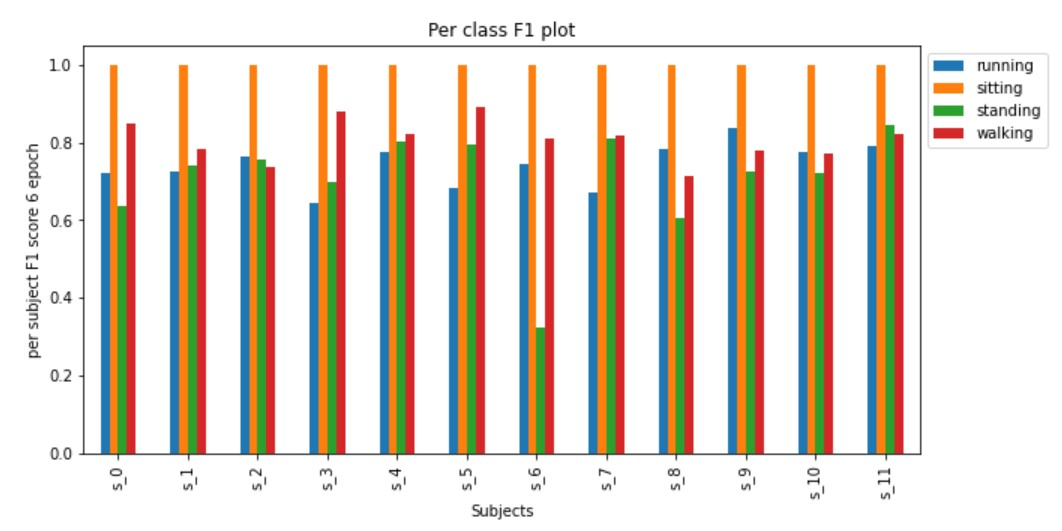 Per class F1 plot
running
sitting
standing
walking
per subject F1 score 6 epoch
1.0
0.8
0.6
0.4
0.2
0.0
s_0
s_1
s_2
s_3
s_4
s_5
s_6
s_7
s_8
s_9
s_10
s_11
Subjects